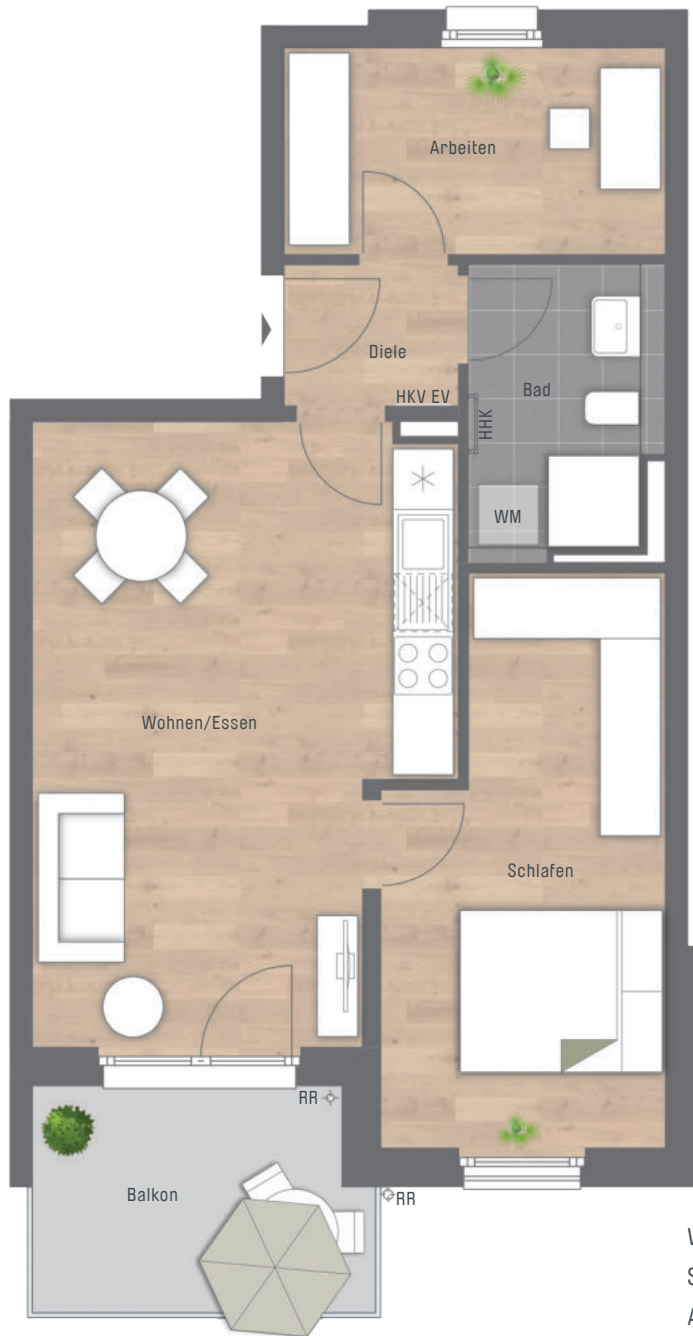 Arbeiten
Diele
HKV EV
Bad
HHK
WM
Wohnen/Essen
Schlafen
RR
Balkon
RR